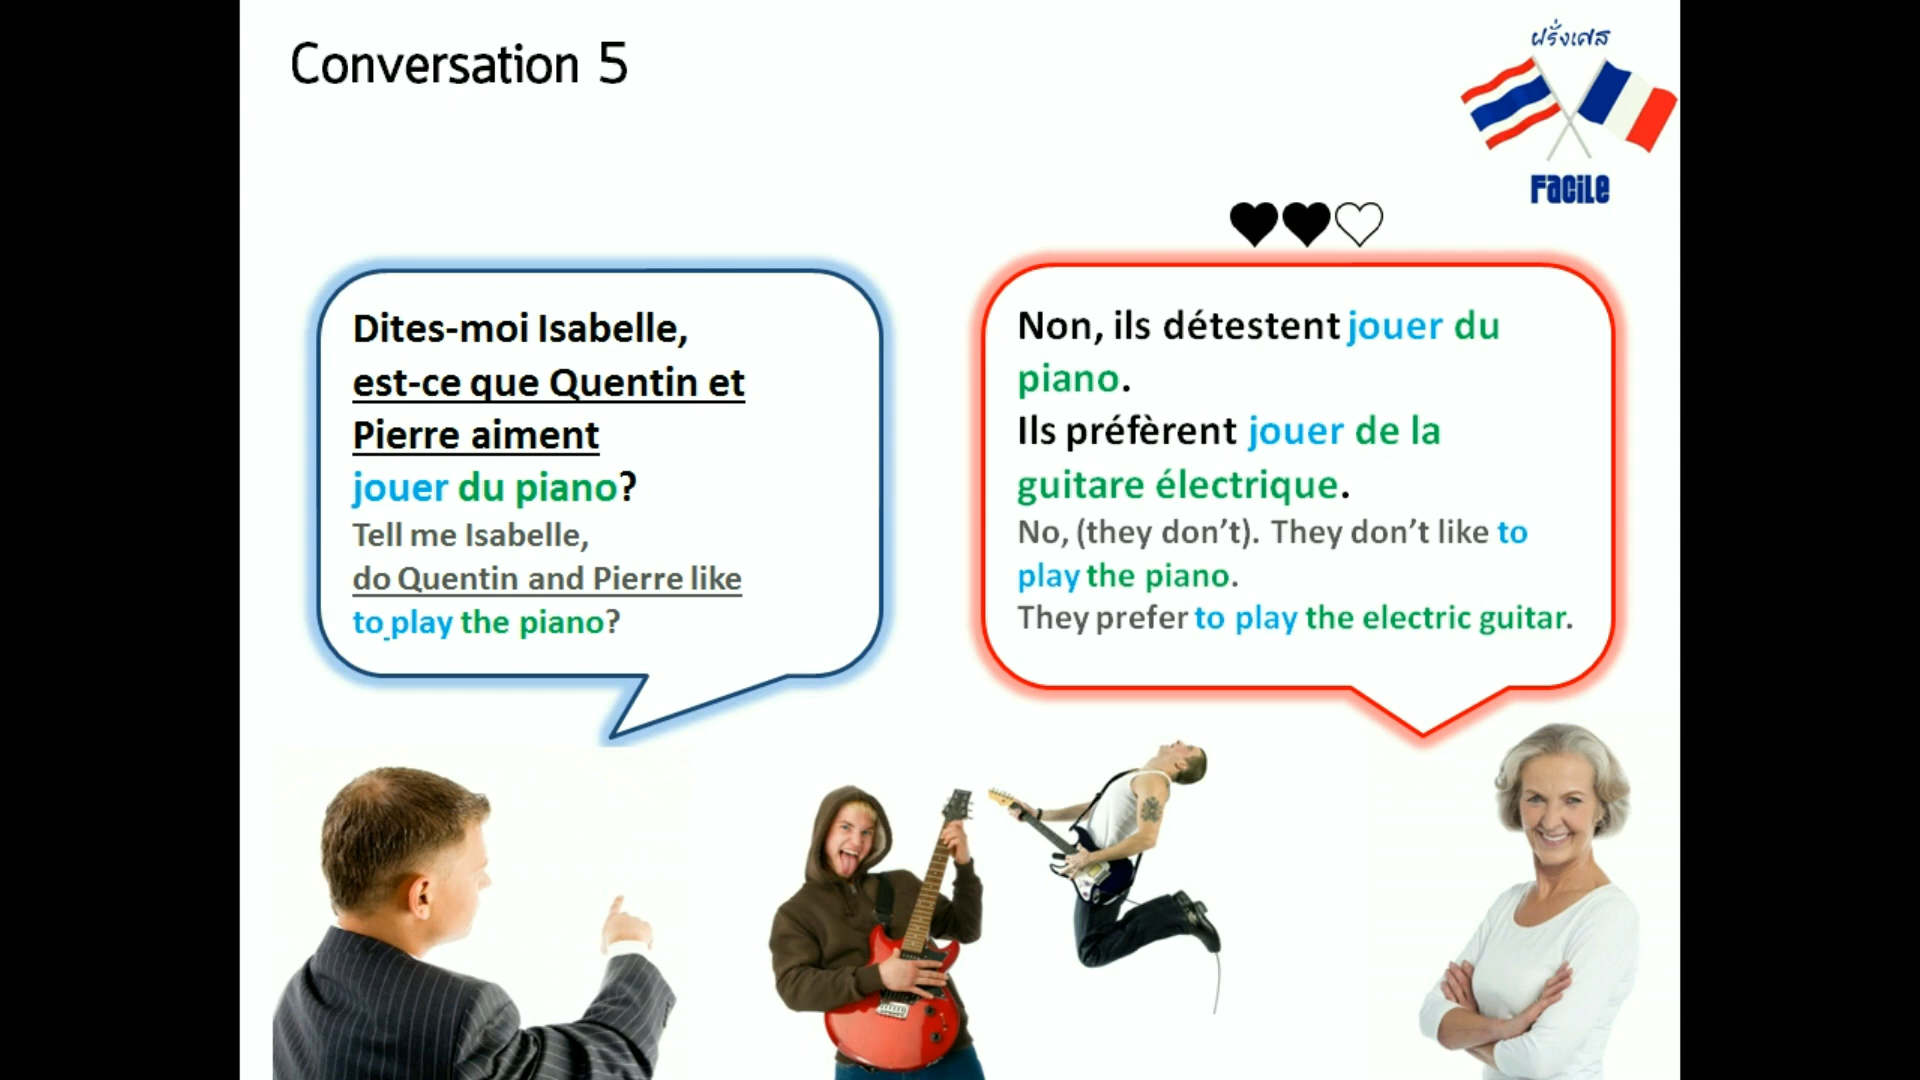 Conversation 5
ฝรั่งเศส
Facile
Dites-moi Isabelle,
est-ce que Quentin et
Pierre aiment
jouer du piano?
Tell me Isabelle,
do Quentin and Pierre like
to play the piano?
Non, ils détestent jouer du
piano.
Ils préfèrent jouer de la
guitare électrique.
No, (they don’t). They don’t like to
play the piano.
They prefer to play the electric guitar.